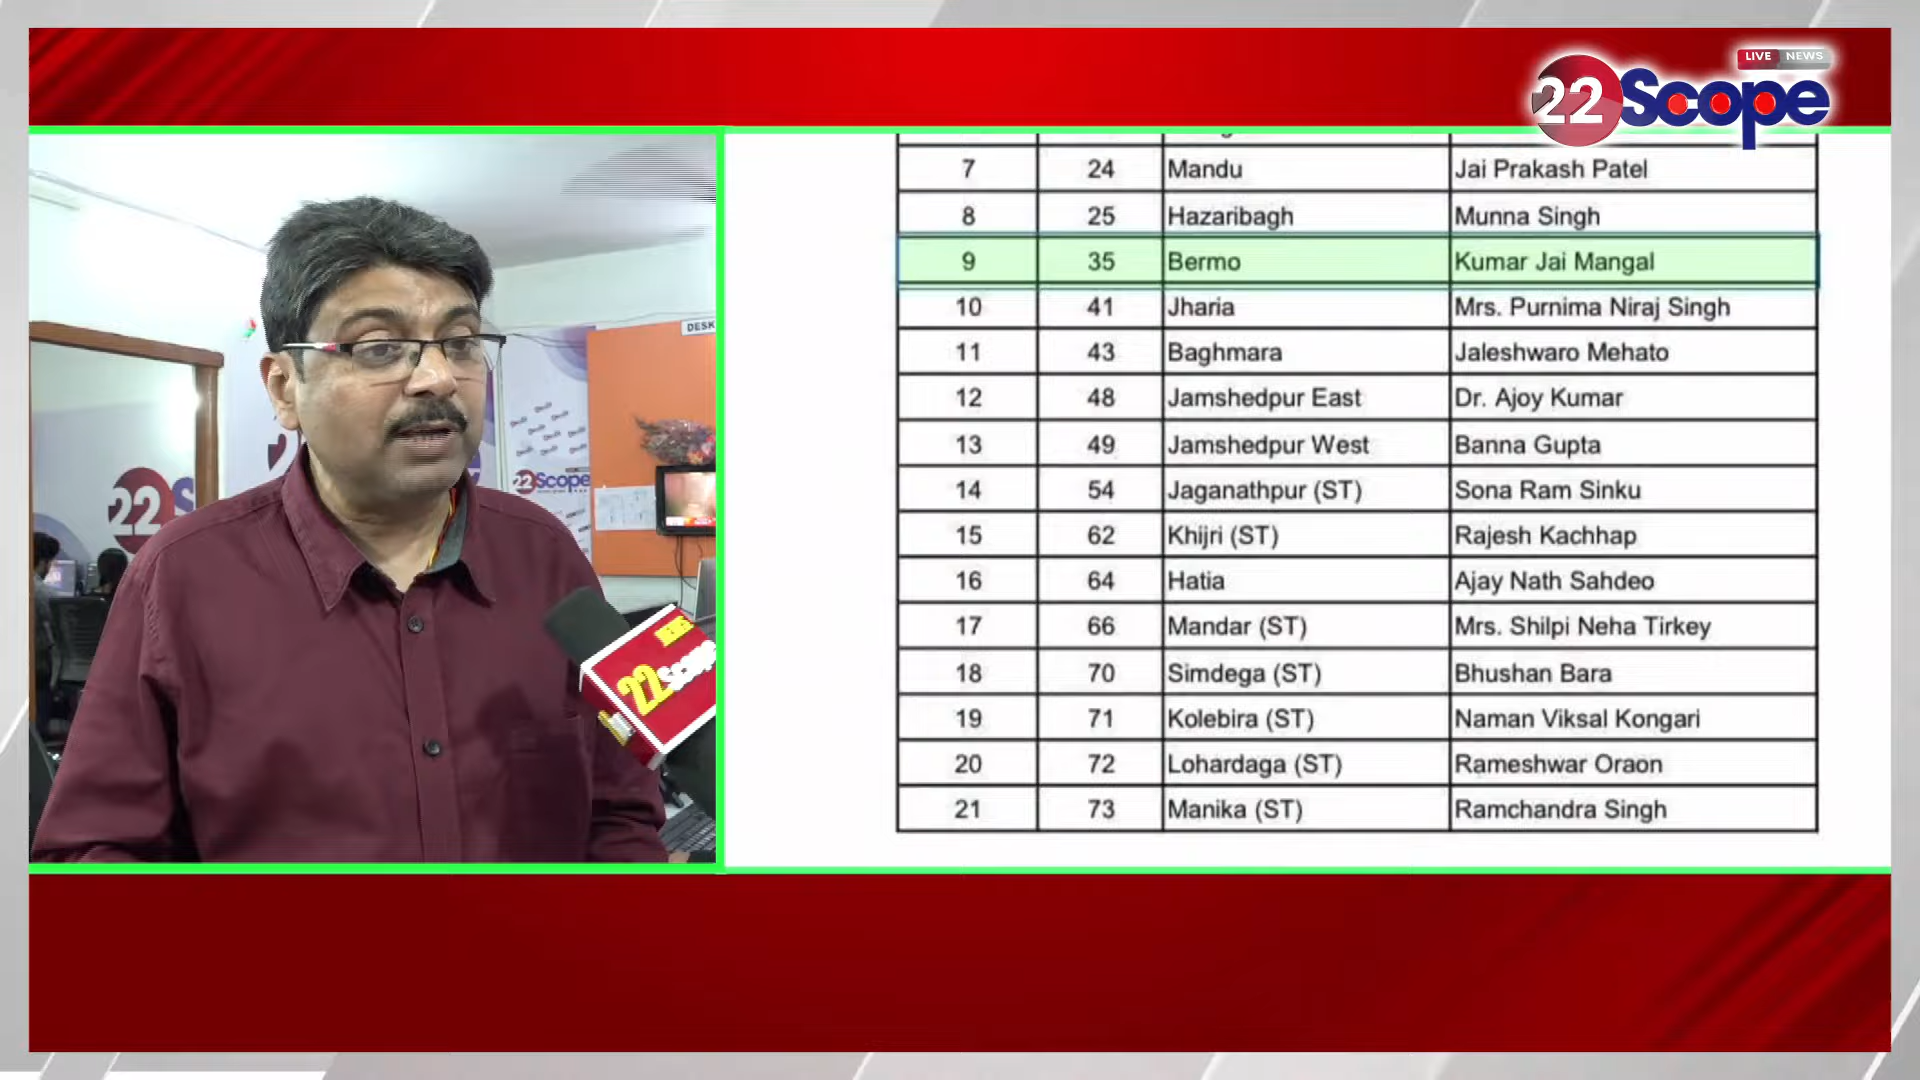 LIVE NEWS
22Scope
7 24 Mandu Jai Prakash Patel
8 25 Hazaribagh Munna Singh
9 35 Bermo Kumar Jai Mangal
10 41 Jharia Mrs. Purnima Niraj Singh
11 43 Baghmara Jaleshwaro Mehato
12 48 Jamshedpur East Dr. Ajoy Kumar
13 49 Jamshedpur West Banna Gupta
14 54 Jaganathpur (ST) Sona Ram Sinku
15 62 Khijri (ST) Rajesh Kachhap
16 64 Hatia Ajay Nath Sahdeo
17 66 Mandar (ST) Mrs. Shilpi Neha Tirkey
18 70 Simdega (ST) Bhushan Bara
19 71 Kolebira (ST) Naman Viksal Kongari
20 72 Lohardaga (ST) Rameshwar Oraon
21 73 Manika (ST) Ramchandra Singh
DESK
22Scope
22S
NEWS
22Scope